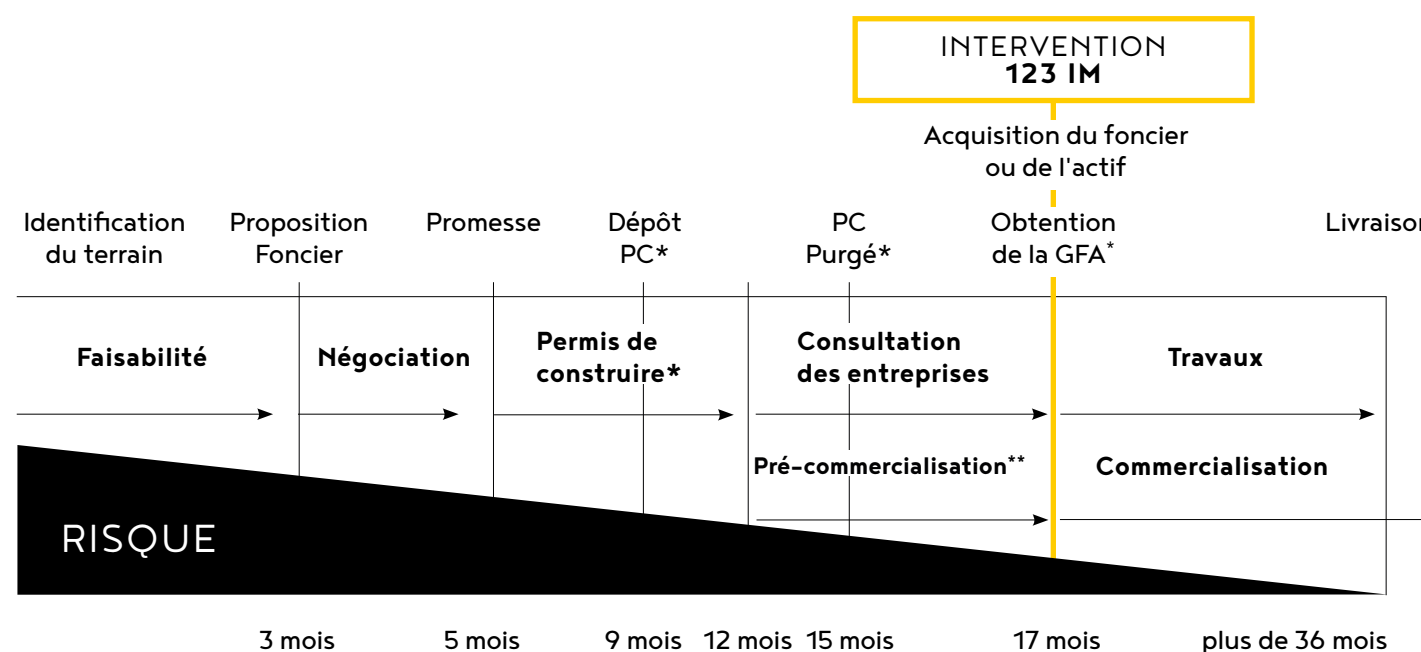 INTERVENTION
123 IM
Acquisition du foncier
ou de l'actif
Identification
du terrain
Proposition
Foncier
Promesse
Dépôt
PC*
PC
Purgé*
Obtention
de la GFA*
Livraison
Faisabilité
Négociation
Permis de
construire*
Consultation
des entreprises
Travaux
Pré-commercialisation**
Commercialisation
RISQUE
3 mois
5 mois
9 mois
12 mois
15 mois
17 mois
plus de 36 mois